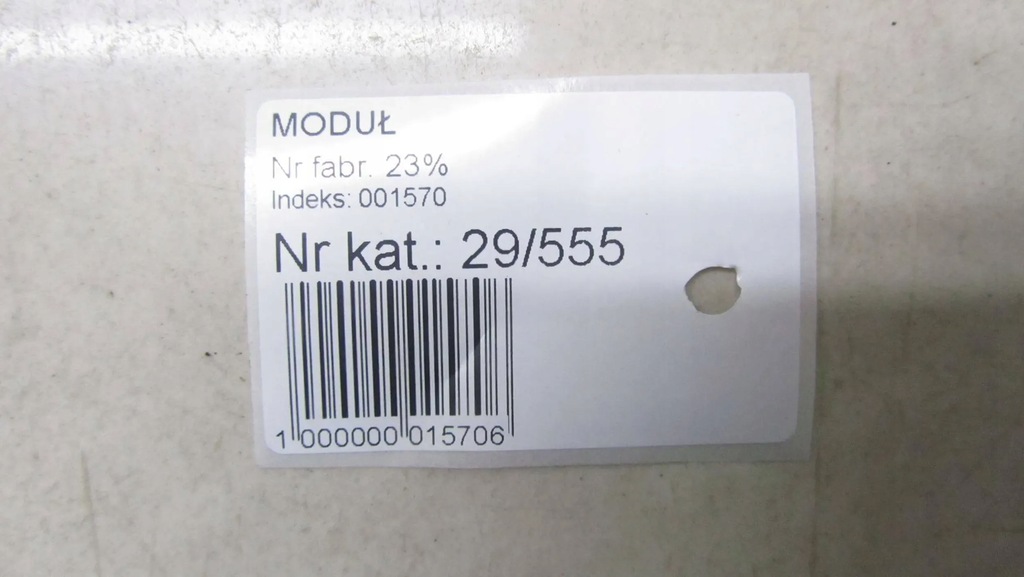 MODUŁ
Nr fabr. 23%
Indeks: 001570
Nr kat.: 29/555
1 000000 015706